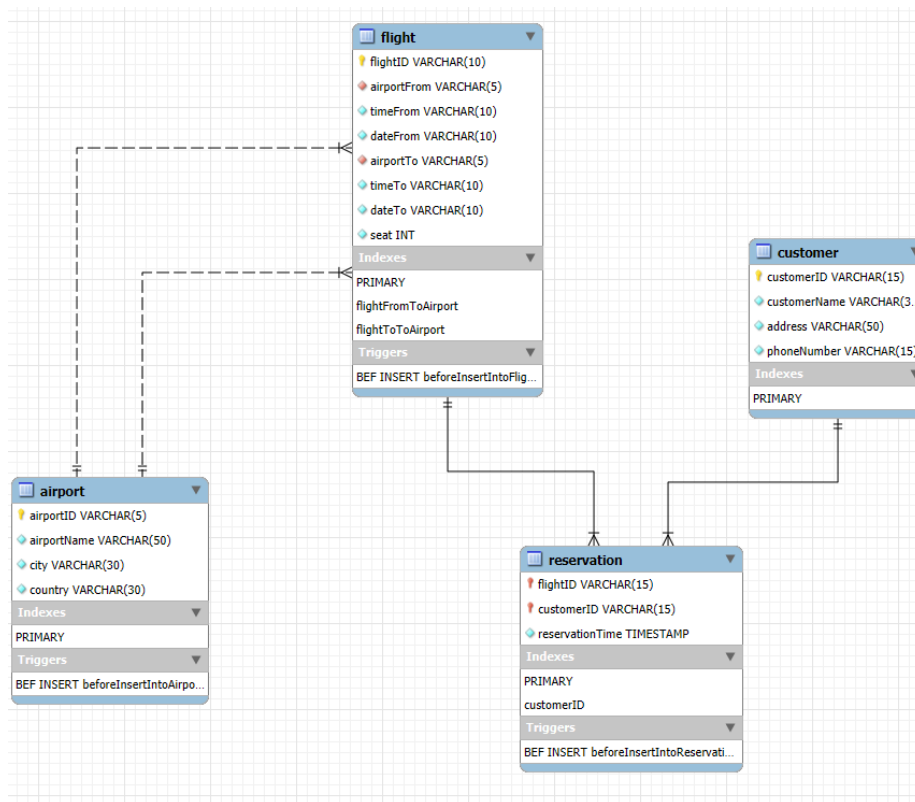 flight
flightID VARCHAR(10)
airportFrom VARCHAR(5)
timeFrom VARCHAR(10)
dateFrom VARCHAR(10)
airportTo VARCHAR(5)
timeTo VARCHAR(10)
dateTo VARCHAR(10)
seat INT
Indexes
PRIMARY
flightFromToAirport
flightToToAirport
Triggers
BEF INSERT beforeInsertIntoFlig...
customer
customerID VARCHAR(15)
customerName VARCHAR(3...
address VARCHAR(50)
phoneNumber VARCHAR(15)
Indexes
PRIMARY
airport
airportID VARCHAR(5)
airportName VARCHAR(50)
city VARCHAR(30)
country VARCHAR(30)
Indexes
PRIMARY
Triggers
BEF INSERT beforeInsertIntoAirpo...
reservation
flightID VARCHAR(15)
customerID VARCHAR(15)
reservationTime TIMESTAMP
Indexes
PRIMARY
customerID
Triggers
BEF INSERT beforeInsertIntoReservati...